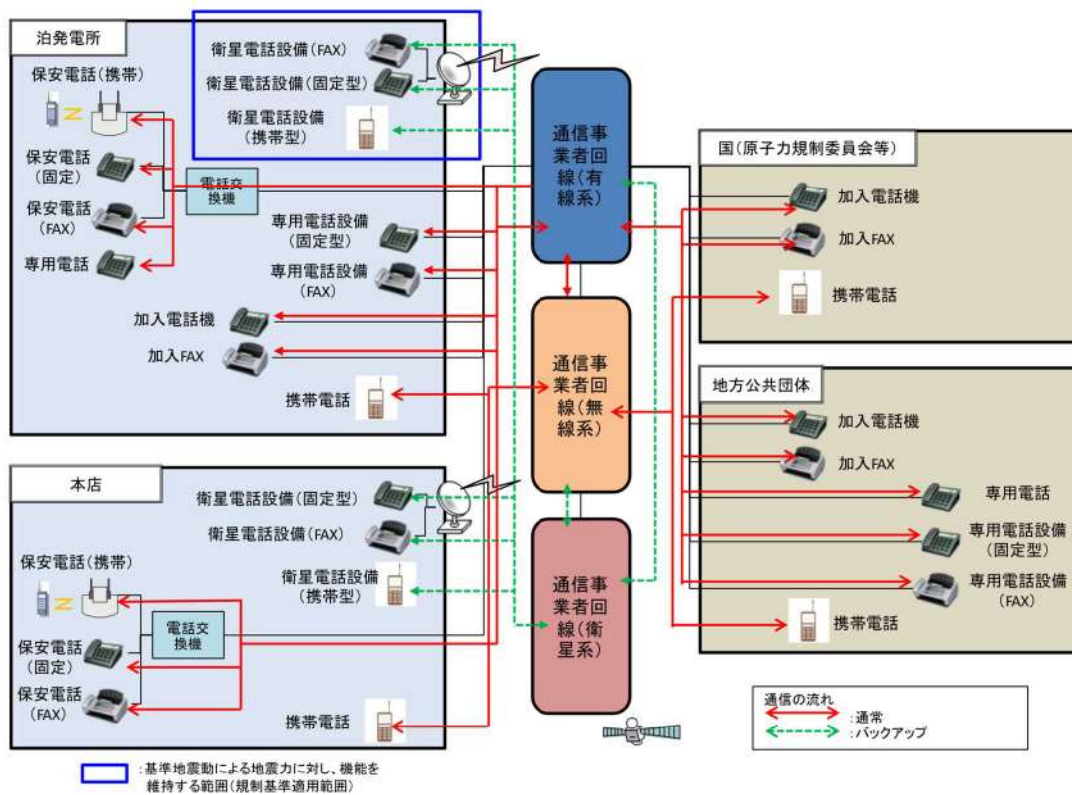 泊発電所
衛星電話設備(FAX)
衛星電話設備(固定型)
衛星電話設備
(携帯型)
保安電話(携帯)
保安電話
(固定)
保安電話
(FAX)
専用電話
電話交
換機
専用電話設備
(固定型)
専用電話設備
(FAX)
加入電話機
加入FAX
携帯電話
本店
衛星電話設備(固定型)
衛星電話設備(FAX)
衛星電話設備
(携帯型)
保安電話(携帯)
保安電話
(固定)
保安電話
(FAX)
電話交
換機
携帯電話
通信事
業者回
線(有
線系)
通信事
業者回
線(無
線系)
通信事
業者回
線(衛
星系)
国(原子力規制委員会等)
加入電話機
加入FAX
携帯電話
地方公共団体
加入電話機
加入FAX
専用電話
専用電話設備
(固定型)
専用電話設備
(FAX)
携帯電話
通信の流れ
:通常
:バックアップ
:基準地震動による地震力に対し、機能を
維持する範囲(規制基準適用範囲)